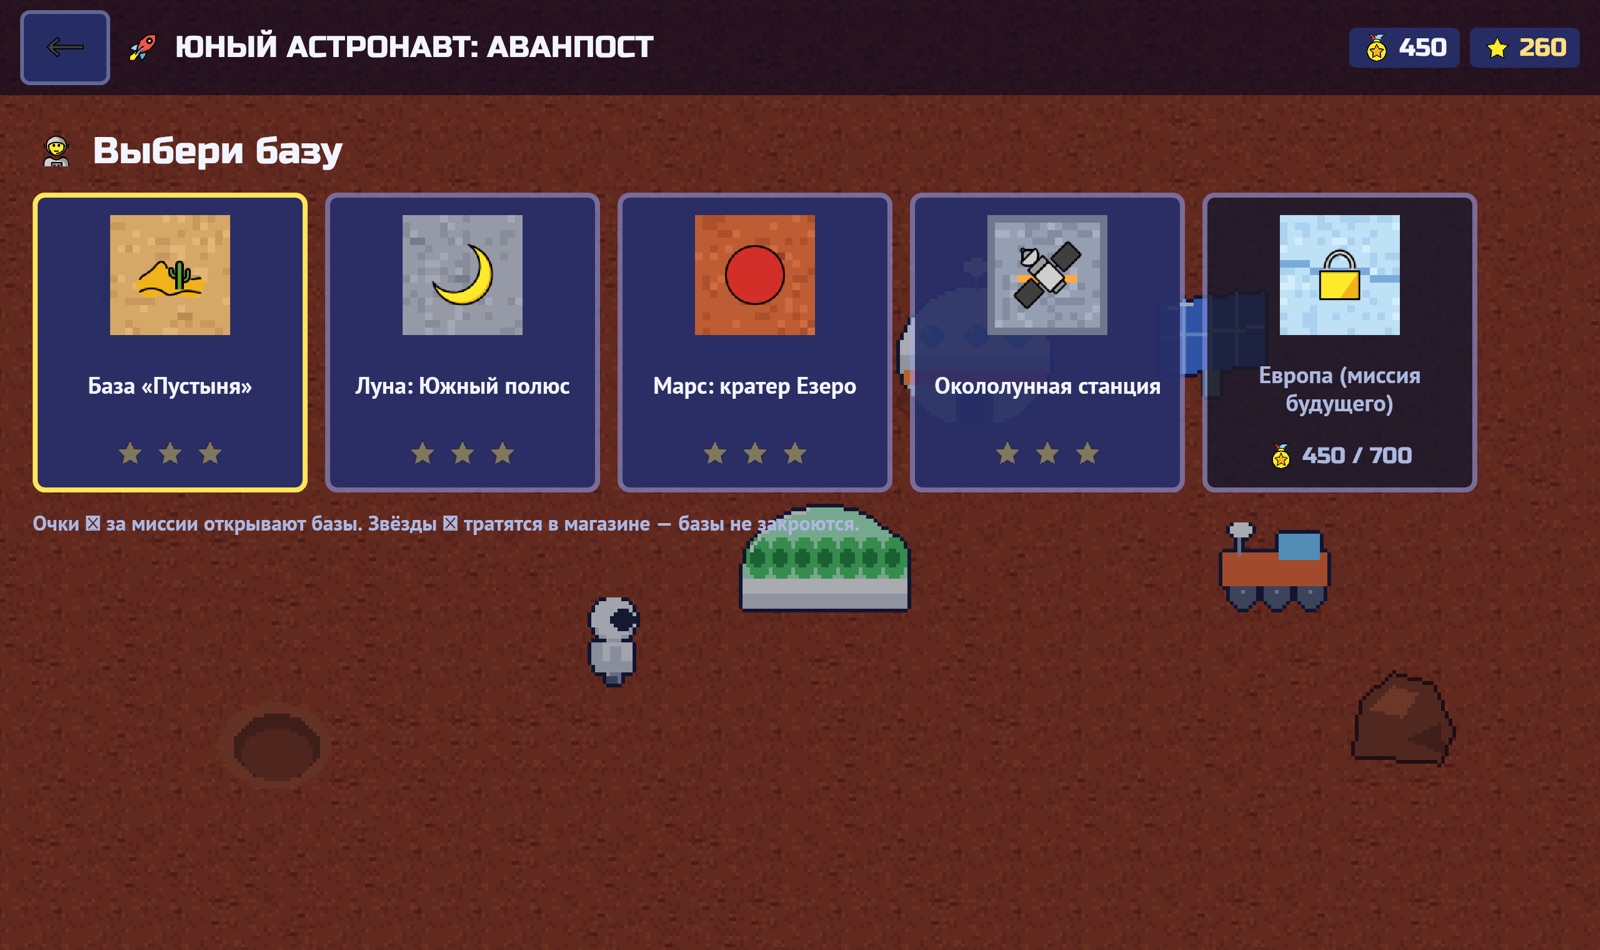 ЮНЫЙ АСТРОНАВТ: АВАНПОСТ
450
260
Выбери базу
База «Пустыня»
Луна: Южный полюс
Марс: кратер Езеро
Окололунная станция
Европа (миссия
будущего)
450 / 700
Очки за миссии открывают базы. Звёзды тратятся в магазине — базы не закроются.